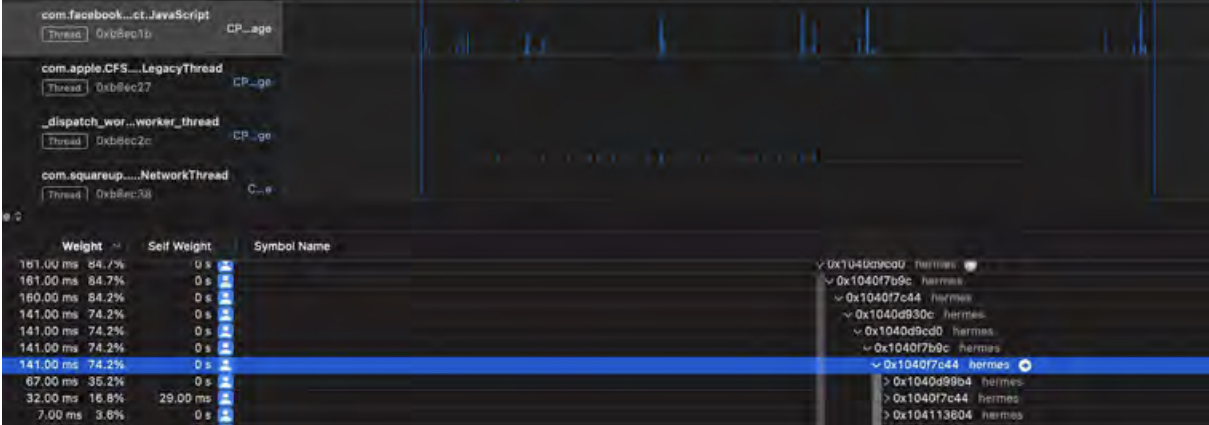 com.facebook...ct.JavaScript
CP...age
Thread 0xb8ec1b
com.apple.CFS....LegacyThread
Thread 0xb8ec27
CP...ge
_dispatch_wor...worker_thread
Thread 0xb8ec2c
CP...ge
com.squareup.....NetworkThread
Thread 0xb8ec38
C...e
Weight Self Weight Symbol Name
161.00 ms 84.7% 0 s 0x1040d9cd0 hermes
161.00 ms 84.7% 0 s 0x1040f7b9c hermes
160.00 ms 84.2% 0 s 0x1040f7c44 hermes
141.00 ms 74.2% 0 s 0x1040d930c hermes
141.00 ms 74.2% 0 s 0x1040d9cd0 hermes
141.00 ms 74.2% 0 s 0x1040f7b9c hermes
141.00 ms 74.2% 0 s 0x1040f7c44 hermes
67.00 ms 35.2% 0 s 0x1040d99b4 hermes
32.00 ms 16.8% 29.00 ms 0x1040f7c44 hermes
7.00 ms 3.6% 0 s 0x104113804 hermes